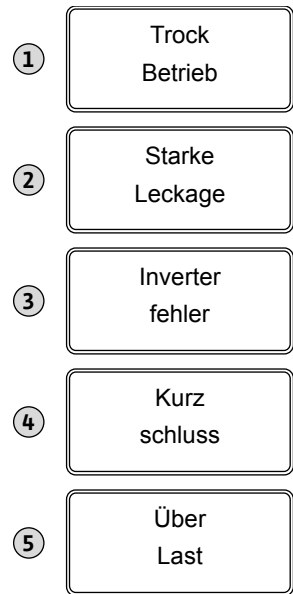 1
Trock
Betrieb
2
Starke
Leckage
3
Inverter
fehler
4
Kurz
schluss
5
Über
Last